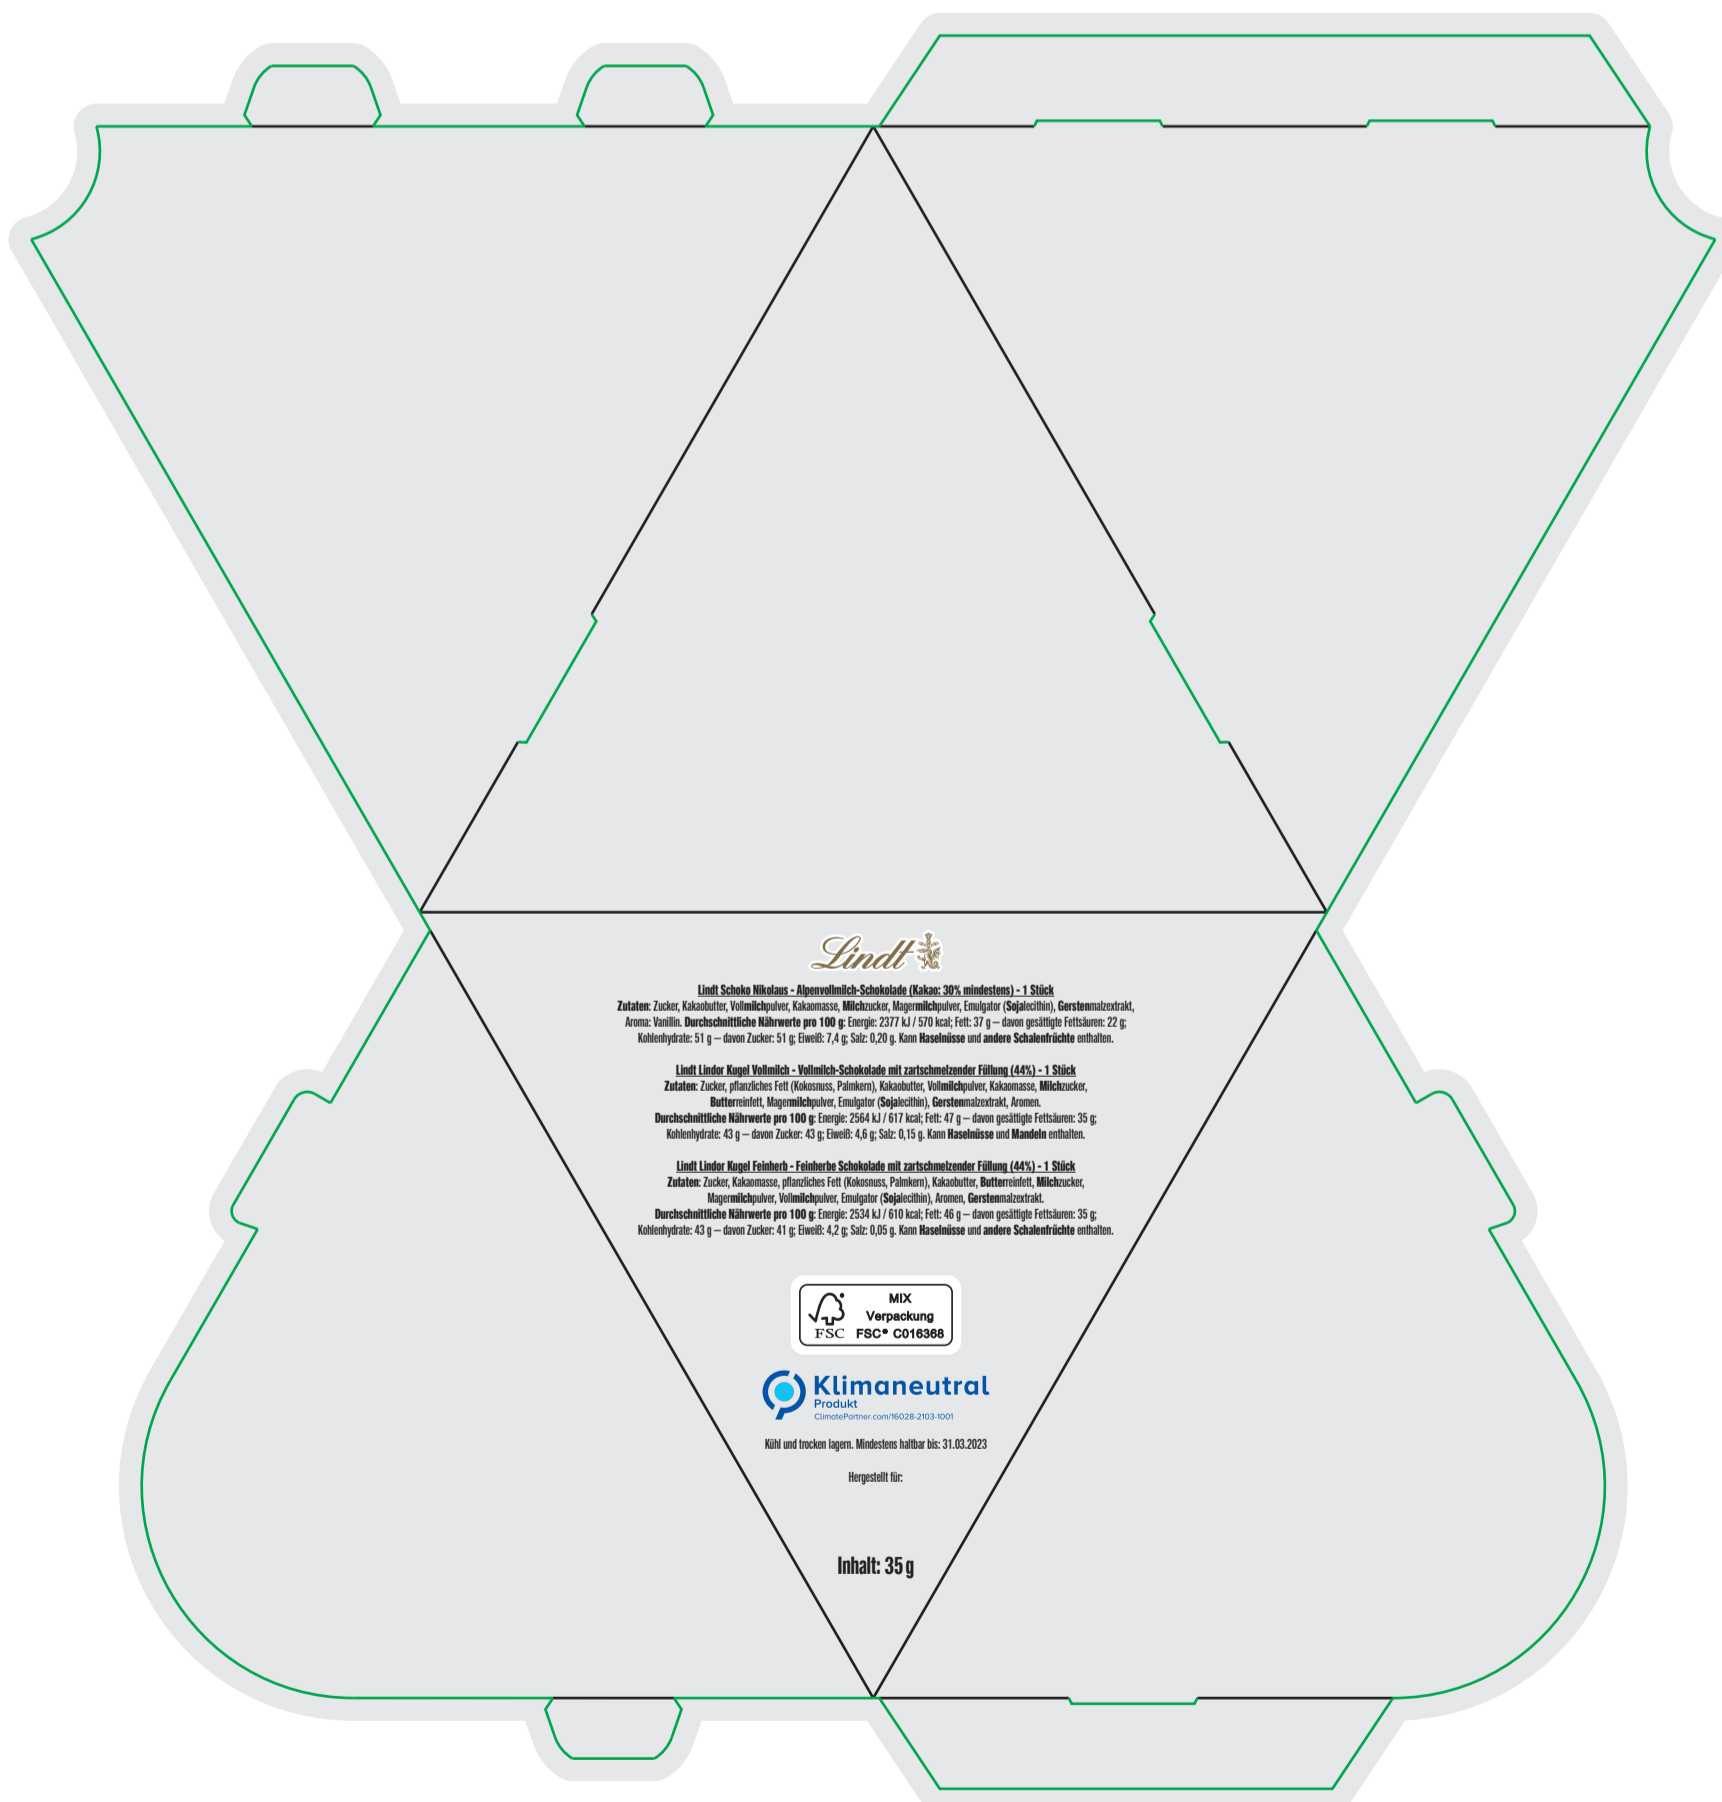 Lindt
Lindt Schoko Nikolaus - Alpenvollmilch-Schokolade (Kakao: 30% mindestens) - 1 Stück
Zutaten: Zucker, Kakaobutter, Vollmilchpulver, Kakaomasse, Milchzucker, Magermilchpulver, Emulgator (Sojalecithin), Gerstenmalzextrakt,
Aroma: Vanillin. Durchschnittliche Nährwerte pro 100 g: Energie: 2377 kJ / 570 kcal; Fett: 37 g – davon gesättigte Fettsäuren: 22 g;
Kohlenhydrate: 51 g – davon Zucker: 51 g; Eiweiß: 7,4 g; Salz: 0,20 g. Kann Haselnüsse und andere Schalenfrüchte enthalten.
Lindt Lindor Kugel Vollmilch - Vollmilch-Schokolade mit zartschmelzender Füllung (44%) - 1 Stück
Zutaten: Zucker, pflanzliches Fett (Kokosnuss, Palmkern), Kakaobutter, Vollmilchpulver, Kakaomasse, Milchzucker,
Butterreinfett, Magermilchpulver, Emulgator (Sojalecithin), Gerstenmalzextrakt, Aromen.
Durchschnittliche Nährwerte pro 100 g: Energie: 2564 kJ / 617 kcal; Fett: 47 g – davon gesättigte Fettsäuren: 35 g;
Kohlenhydrate: 43 g – davon Zucker: 43 g; Eiweiß: 4,6 g; Salz: 0,15 g. Kann Haselnüsse und Mandeln enthalten.
Lindt Lindor Kugel Feinherb - Feinherbe Schokolade mit zartschmelzender Füllung (44%) - 1 Stück
Zutaten: Zucker, Kakaomasse, pflanzliches Fett (Kokosnuss, Palmkern), Kakaobutter, Butterreinfett, Milchzucker,
Magermilchpulver, Vollmilchpulver, Emulgator (Sojalecithin), Aromen, Gerstenmalzextrakt.
Durchschnittliche Nährwerte pro 100 g: Energie: 2534 kJ / 610 kcal; Fett: 46 g – davon gesättigte Fettsäuren: 35 g;
Kohlenhydrate: 43 g – davon Zucker: 41 g; Eiweiß: 4,2 g; Salz: 0,05 g. Kann Haselnüsse und andere Schalenfrüchte enthalten.
MIX
Verpackung
FSC FSC® C016368
Klimaneutral
Produkt
ClimatePartner.com/16028-2103-1001
Kühl und trocken lagern. Mindestens haltbar bis: 31.03.2023
Hergestellt für:
Inhalt: 35 g